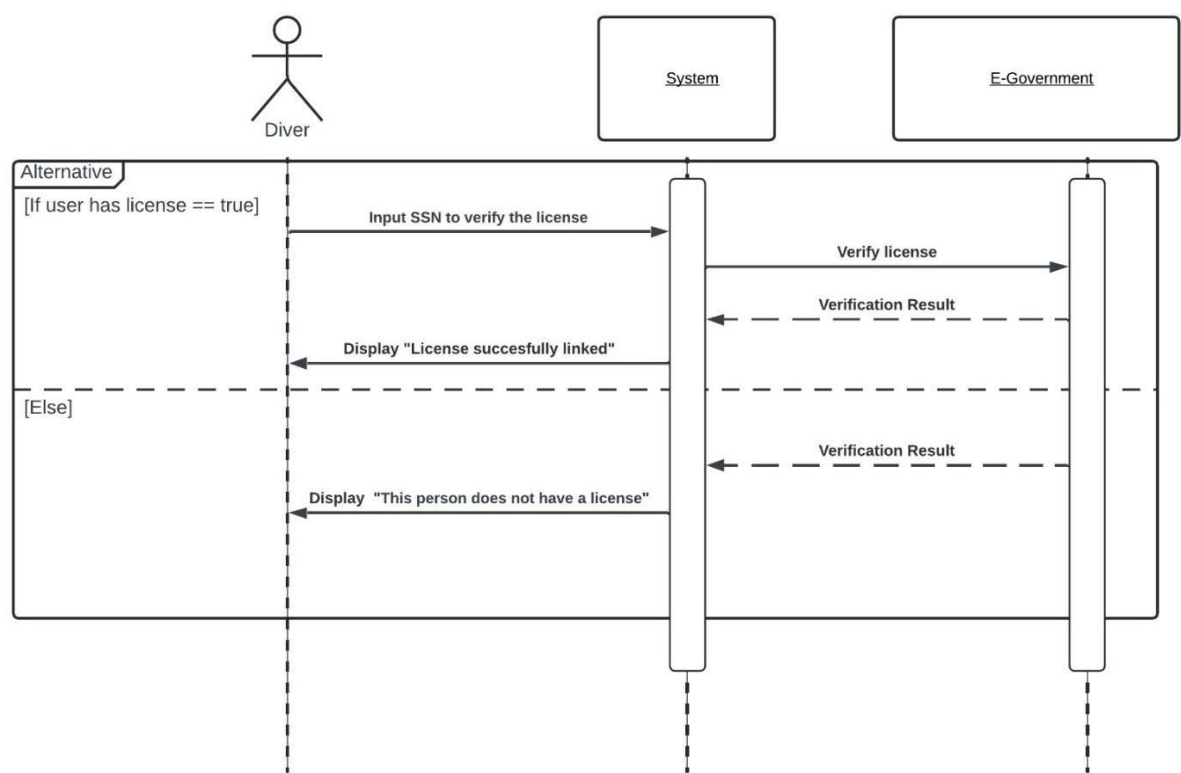 System
E-Government
Diver
Alternative
[If user has license == true]
Input SSN to verify the license
Verify license
Verification Result
Display "License succesfully linked"
[Else]
Verification Result
Display "This person does not have a license"